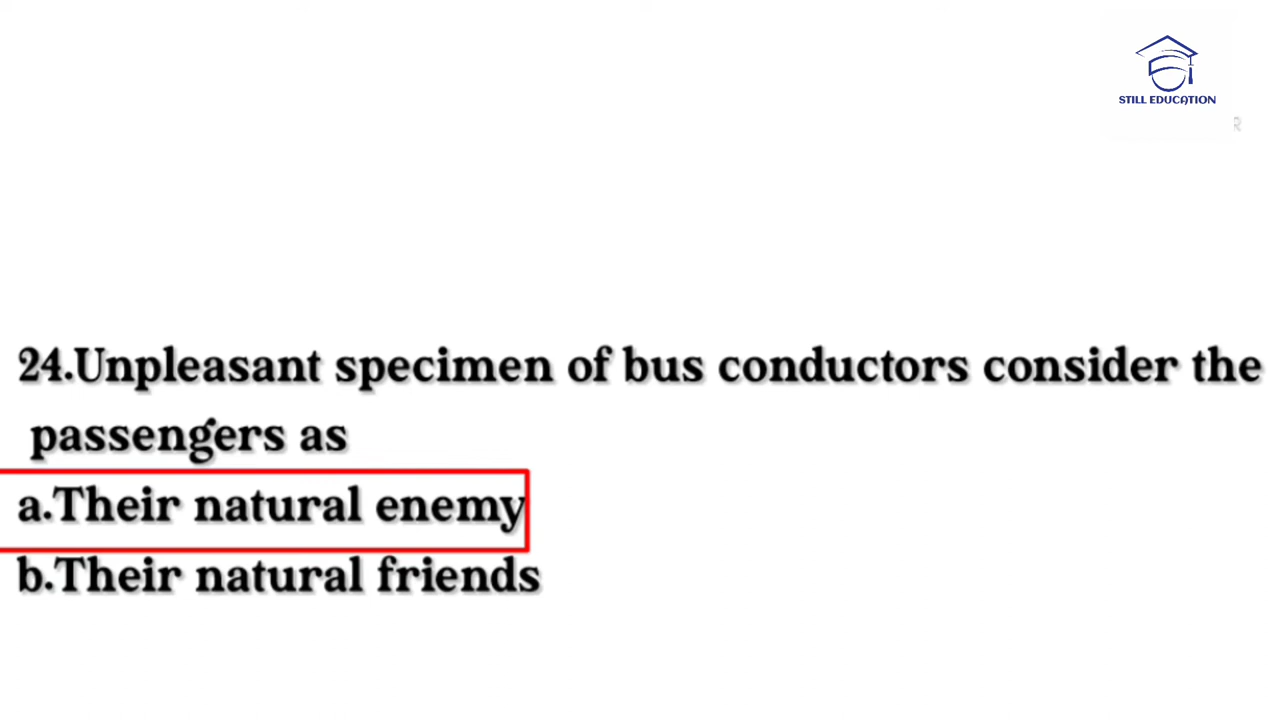 STILL EDUCATION
R
24.Unpleasant specimen of bus conductors consider the
passengers as
a.Their natural enemy
b.Their natural friends